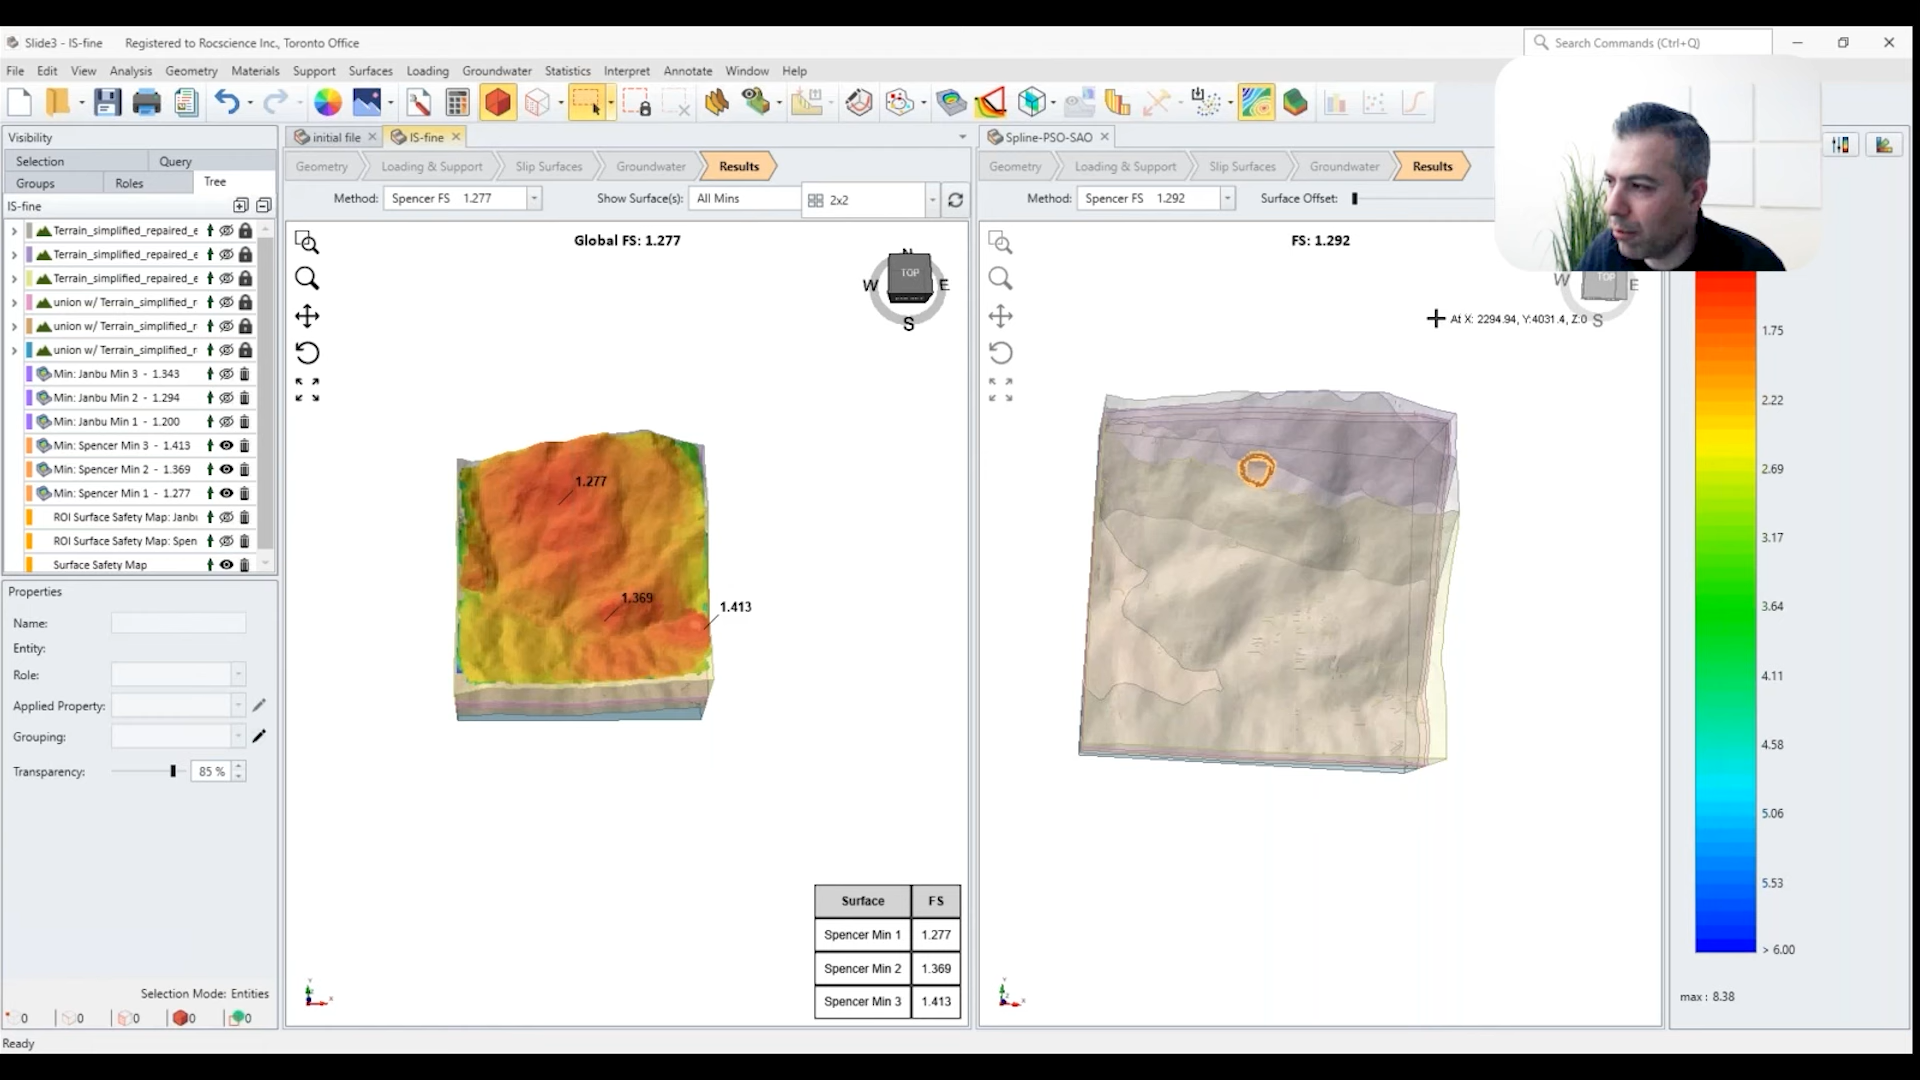 Slide3 - IS-fine Registered to Rocscience Inc., Toronto Office
Search Commands (Ctrl+Q)
File Edit View Analysis Geometry Materials Support Surfaces Loading Groundwater Statistics Interpret Annotate Window Help
Visibility
Selection Query
Groups Roles Tree
IS-fine
Terrain_simplified_repaired_e
Terrain_simplified_repaired_e
Terrain_simplified_repaired_e
union w/ Terrain_simplified_r
union w/ Terrain_simplified_r
union w/ Terrain_simplified_r
Min: Janbu Min 3 - 1.343
Min: Janbu Min 2 - 1.294
Min: Janbu Min 1 - 1.200
Min: Spencer Min 3 - 1.413
Min: Spencer Min 2 - 1.369
Min: Spencer Min 1 - 1.277
ROI Surface Safety Map: Janbu
ROI Surface Safety Map: Spen
Surface Safety Map
Properties
Name:
Entity:
Role:
Applied Property:
Grouping:
Transparency: 85 %
Selection Mode: Entities
0 0 0 0 0
Ready
initial file IS-fine
Geometry Loading & Support Slip Surfaces Groundwater Results
Method: Spencer FS 1.277 Show Surface(s): All Mins 2x2
Global FS: 1.277
N
TOP
W E
S
1.277
1.369
1.413
Surface FS
Spencer Min 1 1.277
Spencer Min 2 1.369
Spencer Min 3 1.413
Spline-PSO-SAO
Geometry Loading & Support Slip Surfaces Groundwater Results
Method: Spencer FS 1.292 Surface Offset:
FS: 1.292
TOP
W E
S
At X: 2294.94, Y:4031.4, Z:0
1.75
2.22
2.69
3.17
3.64
4.11
4.58
5.06
5.53
> 6.00
max : 8.38